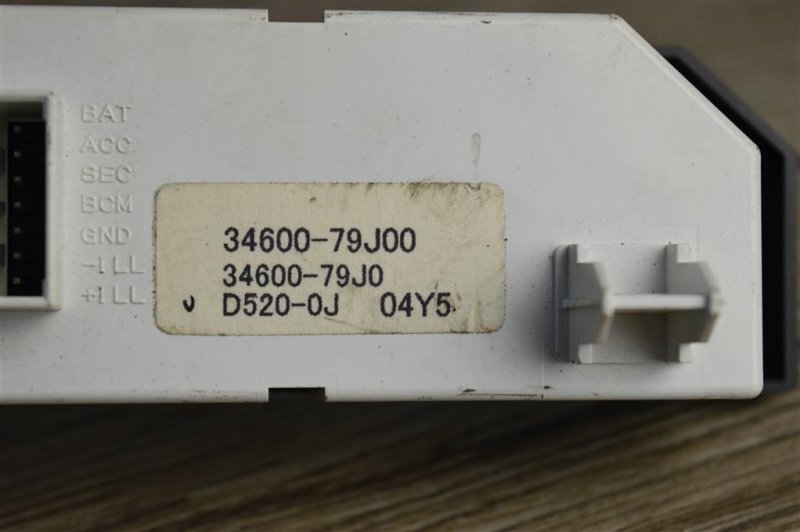 BAT
ACC
SEC
BCM
GND
-ILL
+ILL
34600-79J00
34600-79J0
v D520-0J 04Y5